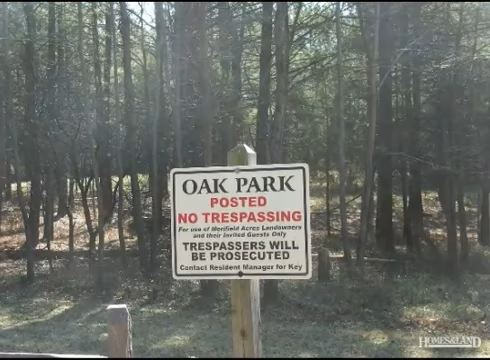 OAK PARK
POSTED
NO TRESPASSING
For use of Merifield Acres Landowners
and their Invited Guests Only
TRESPASSERS WILL
BE PROSECUTED
Contact Resident Manager for Key
HOMES&LAND